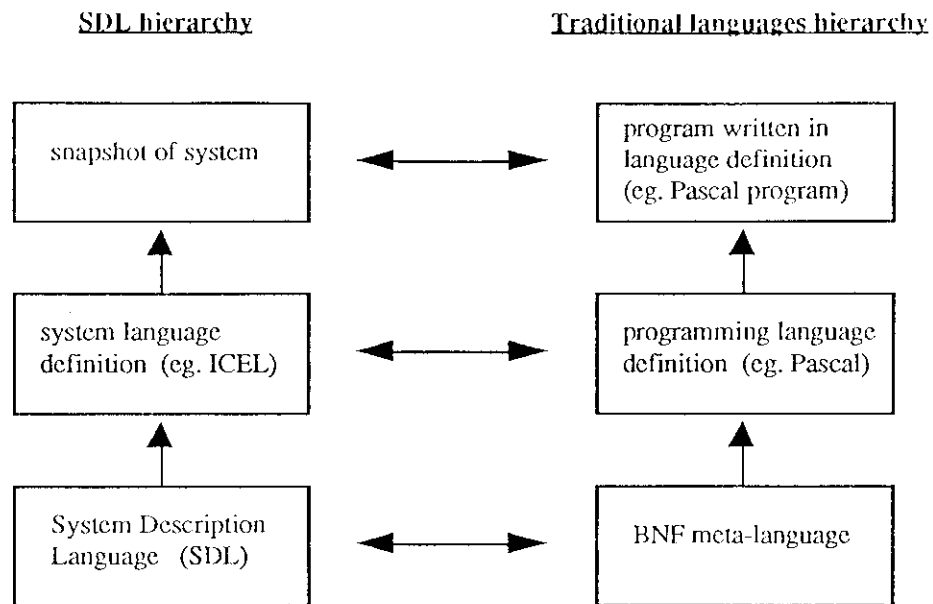 SDL hierarchy
Traditional languages hierarchy
snapshot of system
program written in
language definition
(eg. Pascal program)
system language
definition (eg. ICEL)
programming language
definition (eg. Pascal)
System Description
Language (SDL)
BNF meta-language